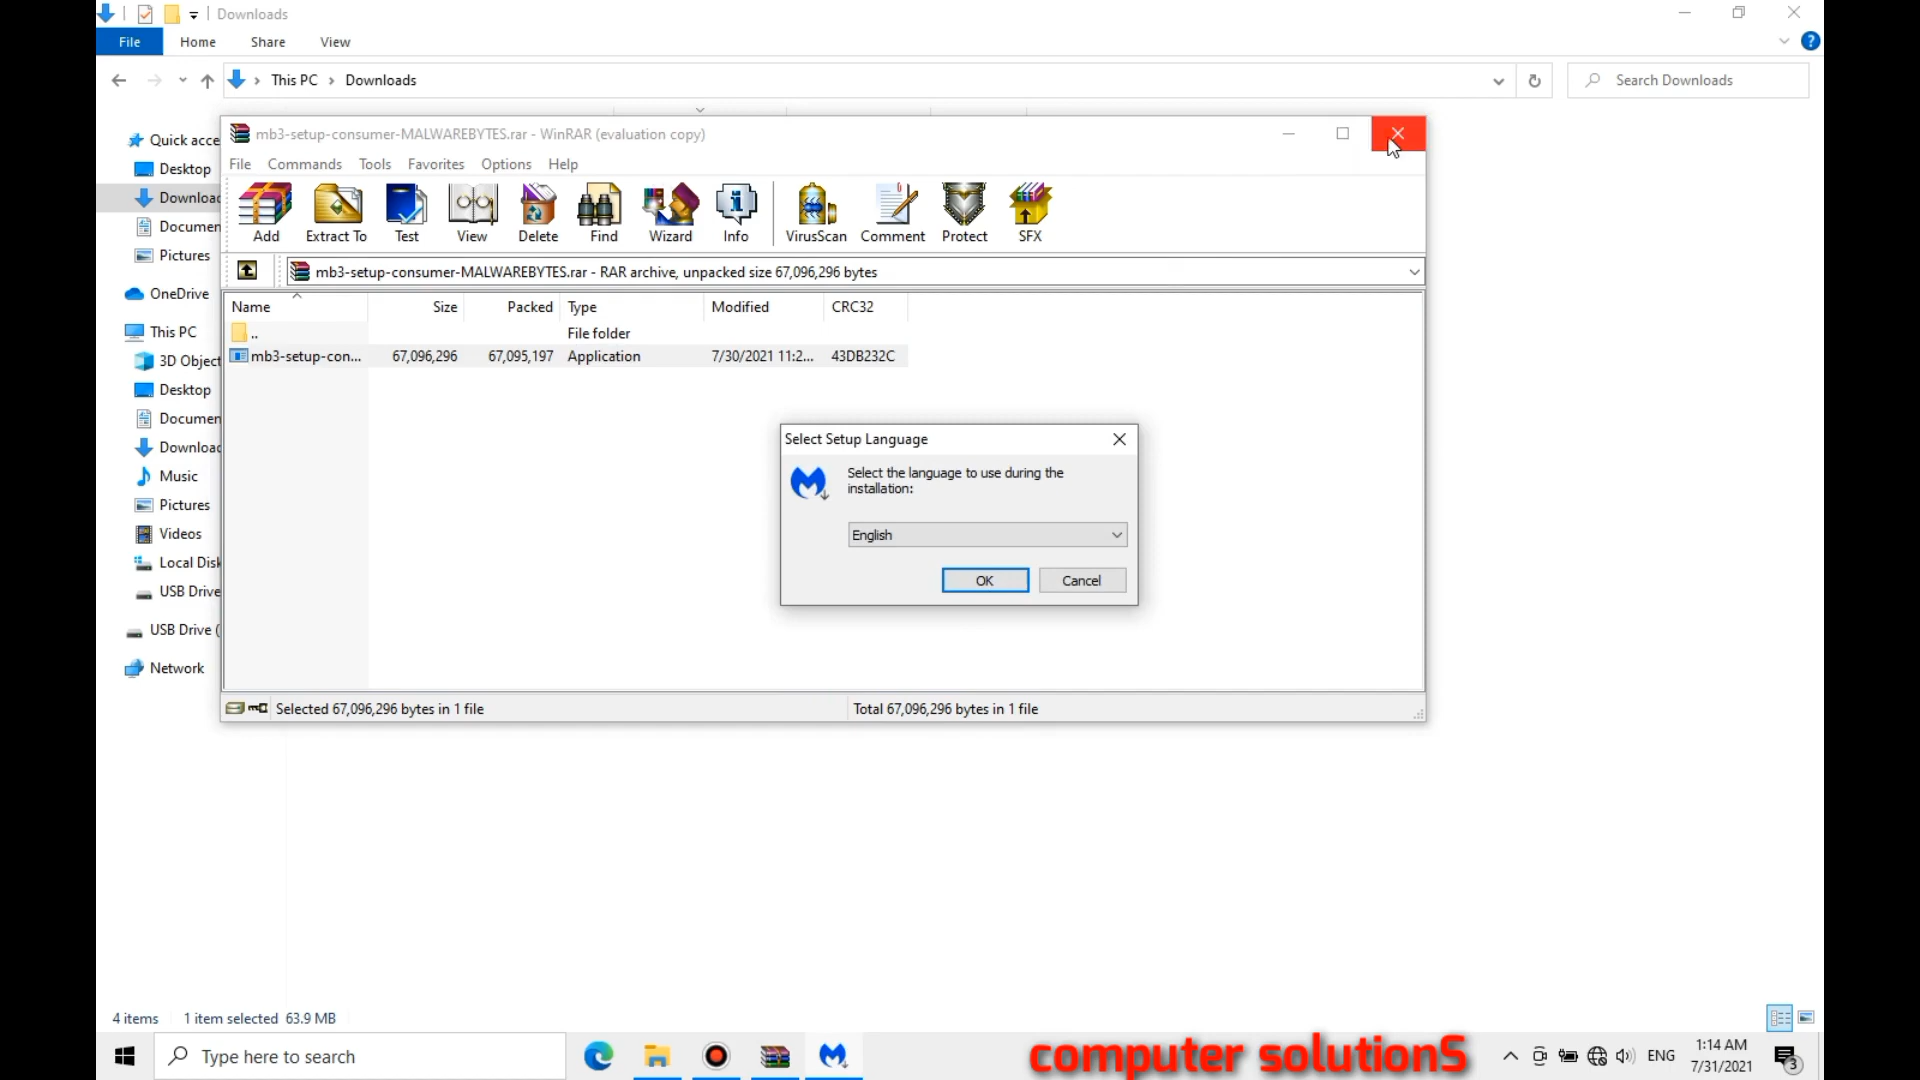 Downloads
File Home Share View
This PC Downloads
Search Downloads
mb3-setup-consumer-MALWAREBYTES.rar - WinRAR (evaluation copy)
File Commands Tools Favorites Options Help
Add Extract To Test View Delete Find Wizard Info VirusScan Comment Protect SFX
mb3-setup-consumer-MALWAREBYTES.rar - RAR archive, unpacked size 67,096,296 bytes
Name Size Packed Type Modified CRC32
.. File folder
mb3-setup-con... 67,096,296 67,095,197 Application 7/30/2021 11:2... 43DB232C
Quick acce
Desktop
Downloac
Documen
Pictures
OneDrive
This PC
3D Object
Desktop
Documen
Downloac
Music
Pictures
Videos
Local Disk
USB Drive
USB Drive (
Network
Select Setup Language
Select the language to use during the
installation:
English
OK Cancel
Selected 67,096,296 bytes in 1 file
Total 67,096,296 bytes in 1 file
4 items 1 item selected 63.9 MB
Type here to search
computer solutionS
ENG
1:14 AM
7/31/2021
3